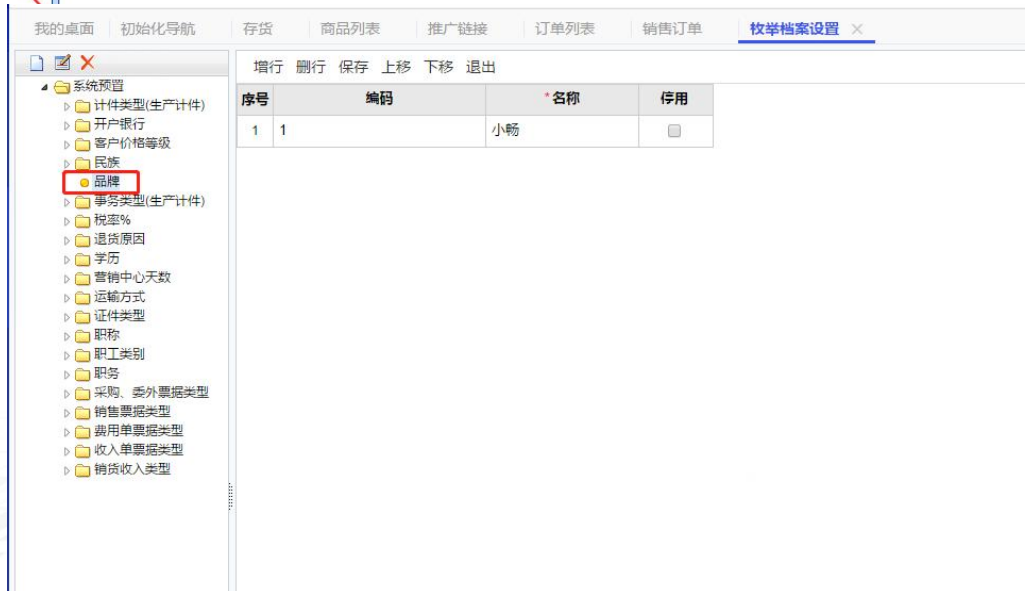 我的桌面 初始化导航 存货 商品列表 推广链接 订单列表 销售订单 枚举档案设置
增行 删行 保存 上移 下移 退出
系统预置
计件类型(生产计件)
开户银行
客户价格等级
民族
品牌
事务类型(生产计件)
税率%
退货原因
学历
营销中心天数
运输方式
证件类型
职称
职工类别
职务
采购、委外票据类型
销售票据类型
费用单票据类型
收入单票据类型
销货收入类型
序号 编码 *名称 停用
1 1 小畅